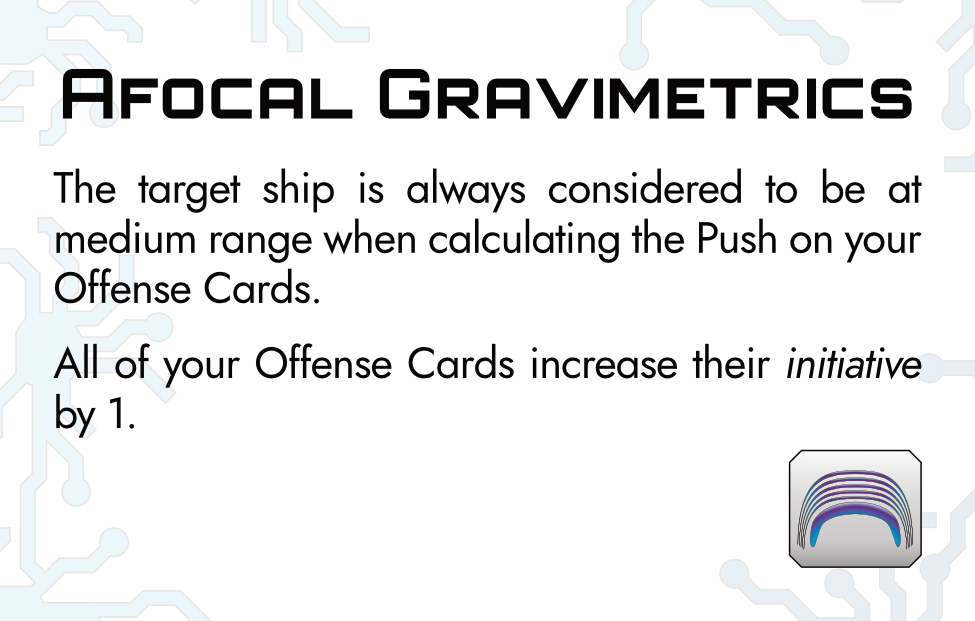 Afocal Gravimetrics
The target ship is always considered to be at
medium range when calculating the Push on your
Offense Cards.
All of your Offense Cards increase their initiative
by 1.